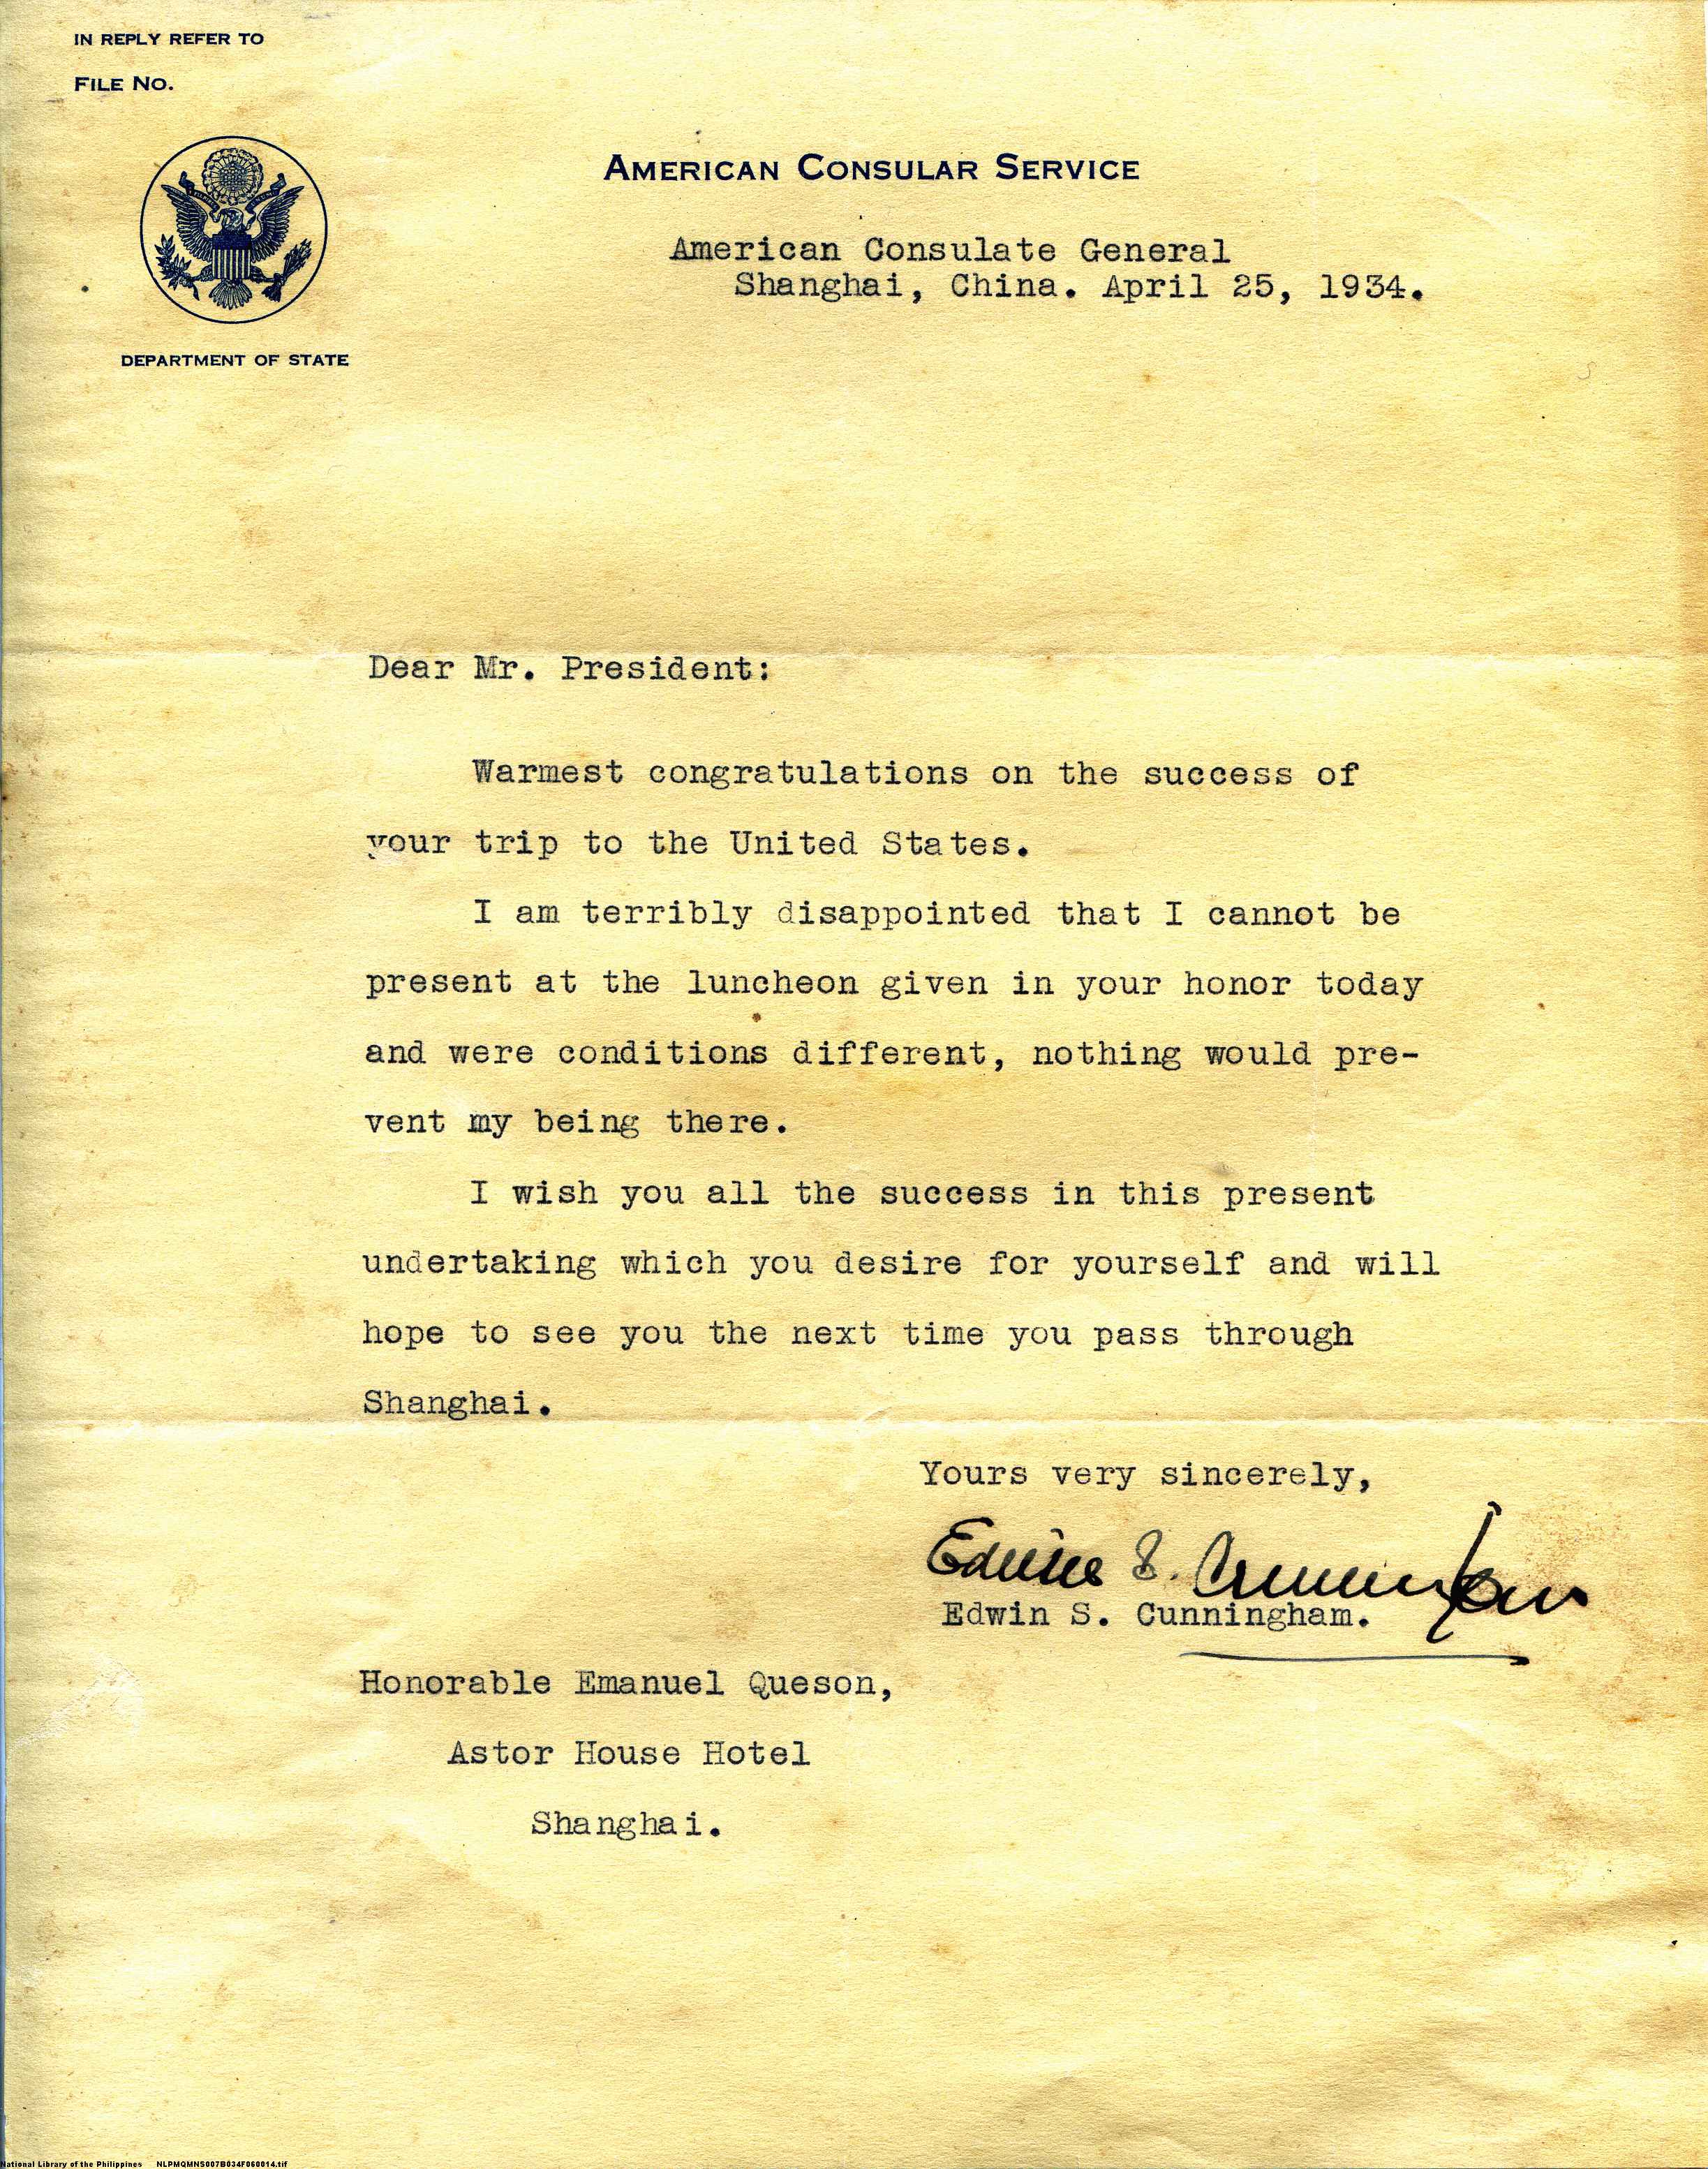 IN REPLY REFER TO
FILE NO.
AMERICAN CONSULAR SERVICE
American Consulate General
Shanghai, China. April 25, 1934.
DEPARTMENT OF STATE
Dear Mr. President:
Warmest congratulations on the success of
your trip to the United States.
I am terribly disappointed that I cannot be
present at the luncheon given in your honor today
and were conditions different, nothing would pre-
vent my being there.
I wish you all the success in this present
undertaking which you desire for yourself and will
hope to see you the next time you pass through
Shanghai.
Yours very sincerely,
Edwin S. Cunningham
Edwin S. Cunningham.
Honorable Emanuel Queson,
Astor House Hotel
Shanghai.
National Library of the Philippines NLPMQMNS007B034F060014.tif